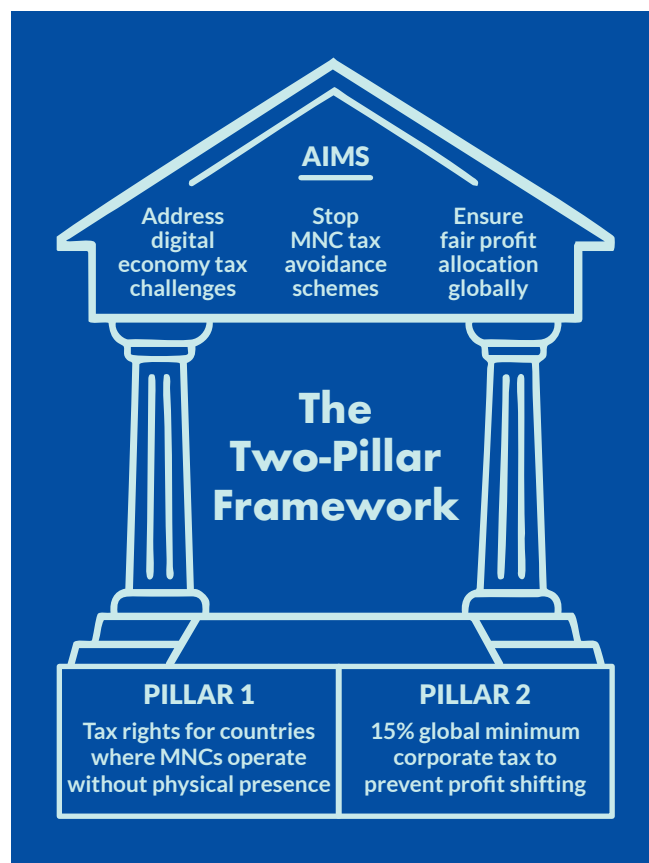 AIMS
Address
digital
economy tax
challenges
Stop
MNC tax
avoidance
schemes
Ensure
fair profit
allocation
globally
The
Two-Pillar
Framework
PILLAR 1
Tax rights for countries
where MNCs operate
without physical presence
PILLAR 2
15% global minimum
corporate tax to
prevent profit shifting